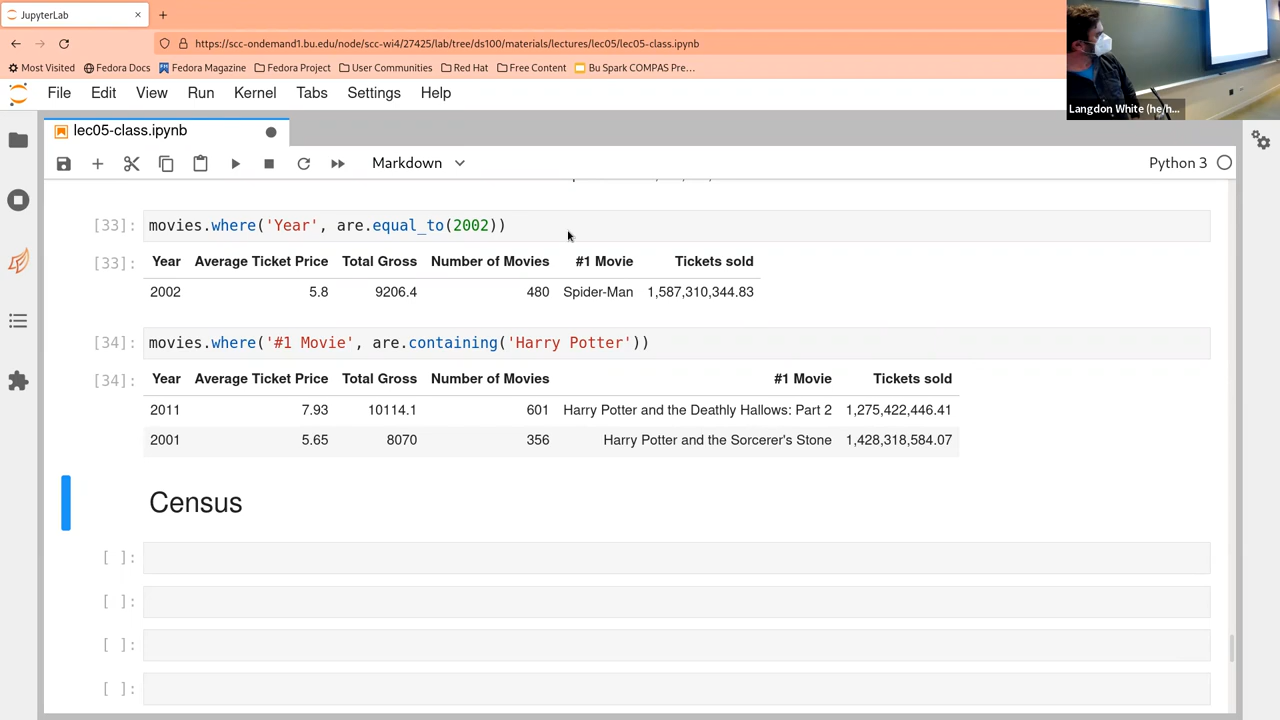 JupyterLab
https://scc-ondemand1.bu.edu/node/scc-wi4/27425/lab/tree/ds100/materials/lectures/lec05/lec05-class.ipynb
Most Visited Fedora Docs Fedora Magazine Fedora Project User Communities Red Hat Free Content Bu Spark COMPAS Pre…
Langdon White (he/h...
File Edit View Run Kernel Tabs Settings Help
lec05-class.ipynb
Markdown Python 3
[33]: movies.where('Year', are.equal_to(2002))
[33]: Year Average Ticket Price Total Gross Number of Movies #1 Movie Tickets sold
2002 5.8 9206.4 480 Spider-Man 1,587,310,344.83
[34]: movies.where('#1 Movie', are.containing('Harry Potter'))
[34]: Year Average Ticket Price Total Gross Number of Movies #1 Movie Tickets sold
2011 7.93 10114.1 601 Harry Potter and the Deathly Hallows: Part 2 1,275,422,446.41
2001 5.65 8070 356 Harry Potter and the Sorcerer's Stone 1,428,318,584.07
Census
[ ]:
[ ]:
[ ]:
[ ]: